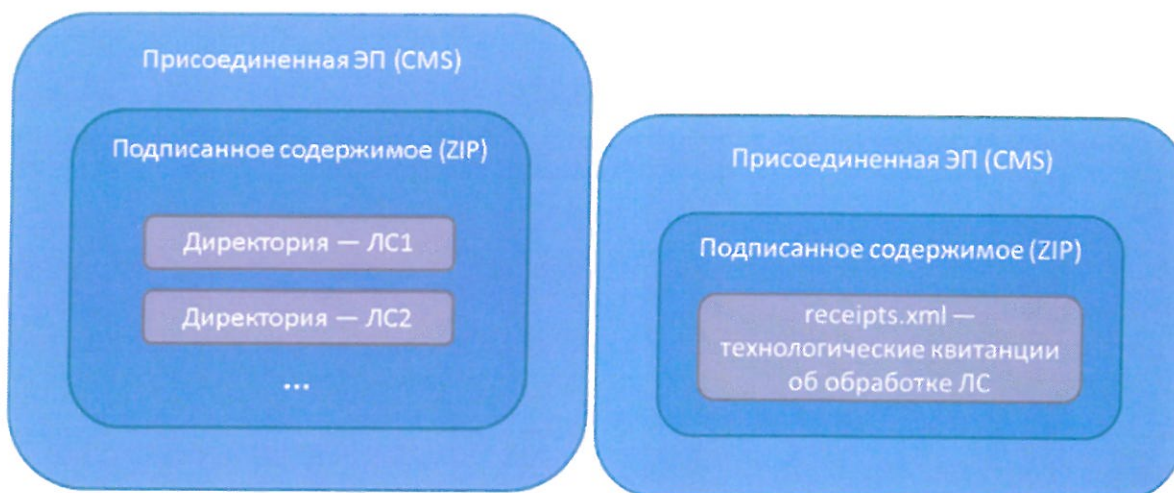 Присоединенная ЭП (CMS)
Подписанное содержимое (ZIP)
Директория — ЛС1
Директория — ЛС2
...
Присоединенная ЭП (CMS)
Подписанное содержимое (ZIP)
receipts.xml —
технологические квитанции
об обработке ЛС